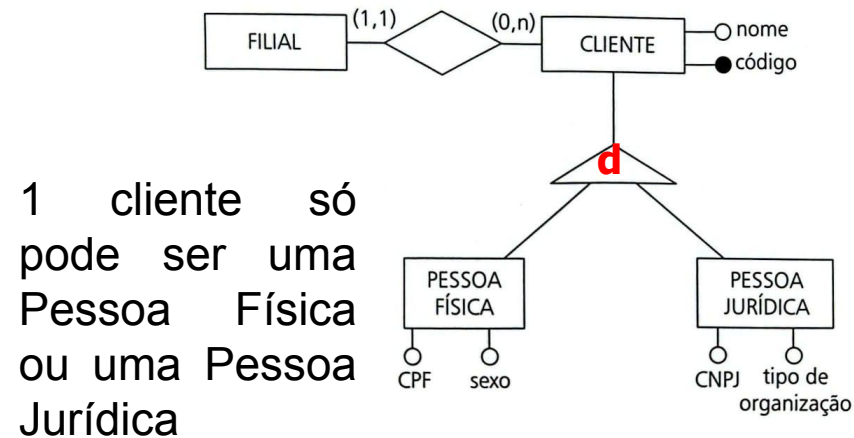 FILIAL
(1,1)
(0,n)
CLIENTE
nome
código
d
1 cliente só
pode ser uma
Pessoa Física
ou uma Pessoa
Jurídica
PESSOA
FÍSICA
CPF
sexo
PESSOA
JURÍDICA
CNPJ
tipo de
organização